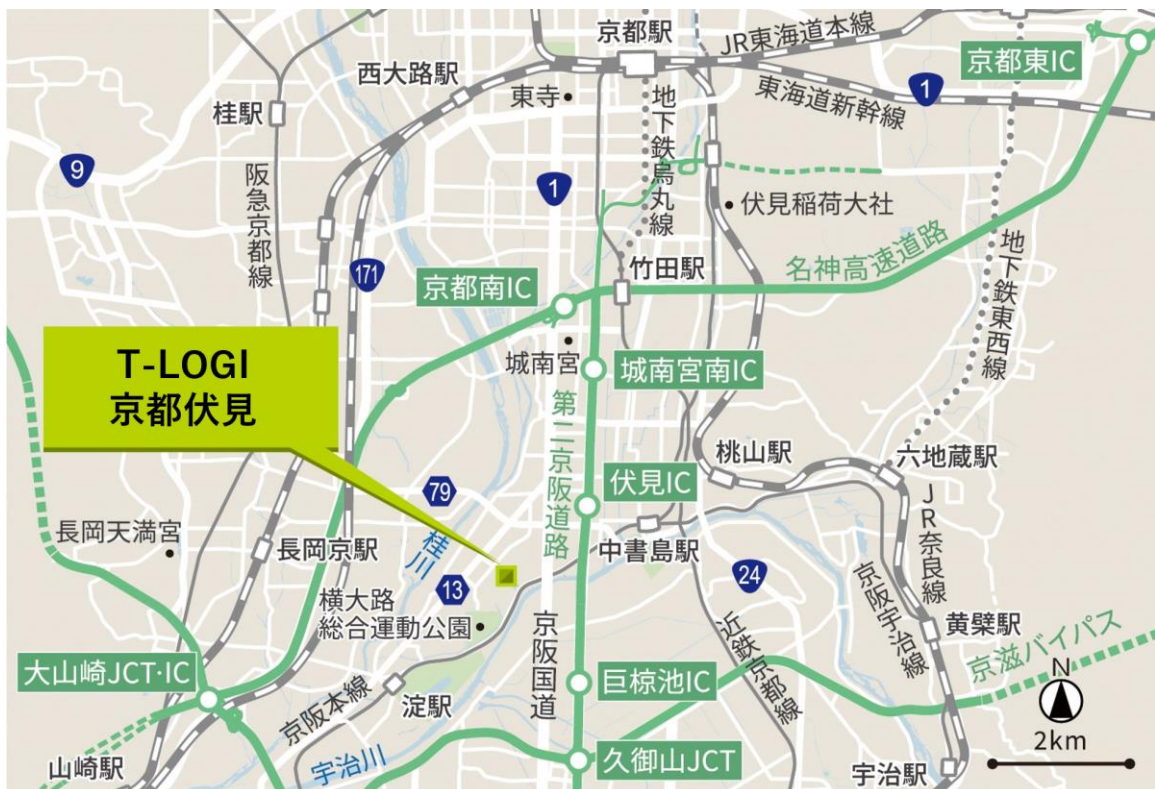 京都駅
JR東海道本線
京都東IC
西大路駅
東寺
1
東海道新幹線
桂駅
地下鉄烏丸線
9
阪急京都線
1
伏見稲荷大社
171
竹田駅
名神高速道路
地下鉄東西線
京都南IC
城南宮
城南宮南IC
T-LOGI
京都伏見
第二京阪道路
桃山駅
六地蔵駅
79
伏見IC
桂川
長岡天満宮
長岡京駅
中書島駅
JR奈良線
24
13
横大路
総合運動公園
京阪宇治線
黄檗駅
京滋バイパス
大山崎JCT·IC
京阪国道
近鉄京都線
巨椋池IC
N
京阪本線
淀駅
2km
久御山JCT
宇治川
山崎駅
宇治駅